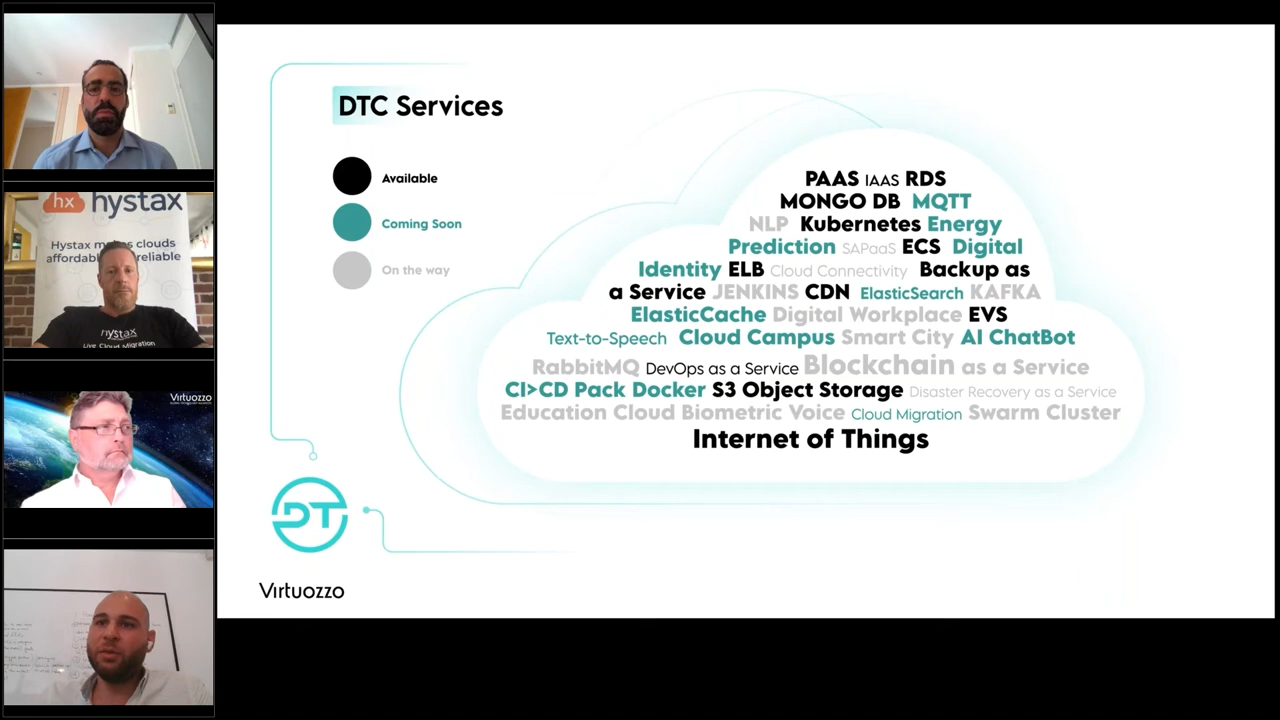 hx hystax
Hystax
clouds
affordable
reliable
hystax
Live Cloud Migration
Virtuozzo
DTC Services
Available
Coming Soon
On the way
PAAS IAAS RDS
MONGO DB MQTT
NLP Kubernetes Energy
Prediction SAPaaS ECS Digital
Identity ELB Cloud Connectivity Backup as
a Service JENKINS CDN ElasticSearch KAFKA
ElasticCache Digital Workplace EVS
Text-to-Speech Cloud Campus Smart City AI ChatBot
RabbitMQ DevOps as a Service Blockchain as a Service
CI>CD Pack Docker S3 Object Storage Disaster Recovery as a Service
Education Cloud Biometric Voice Cloud Migration Swarm Cluster
Internet of Things
DT
Virtuozzo